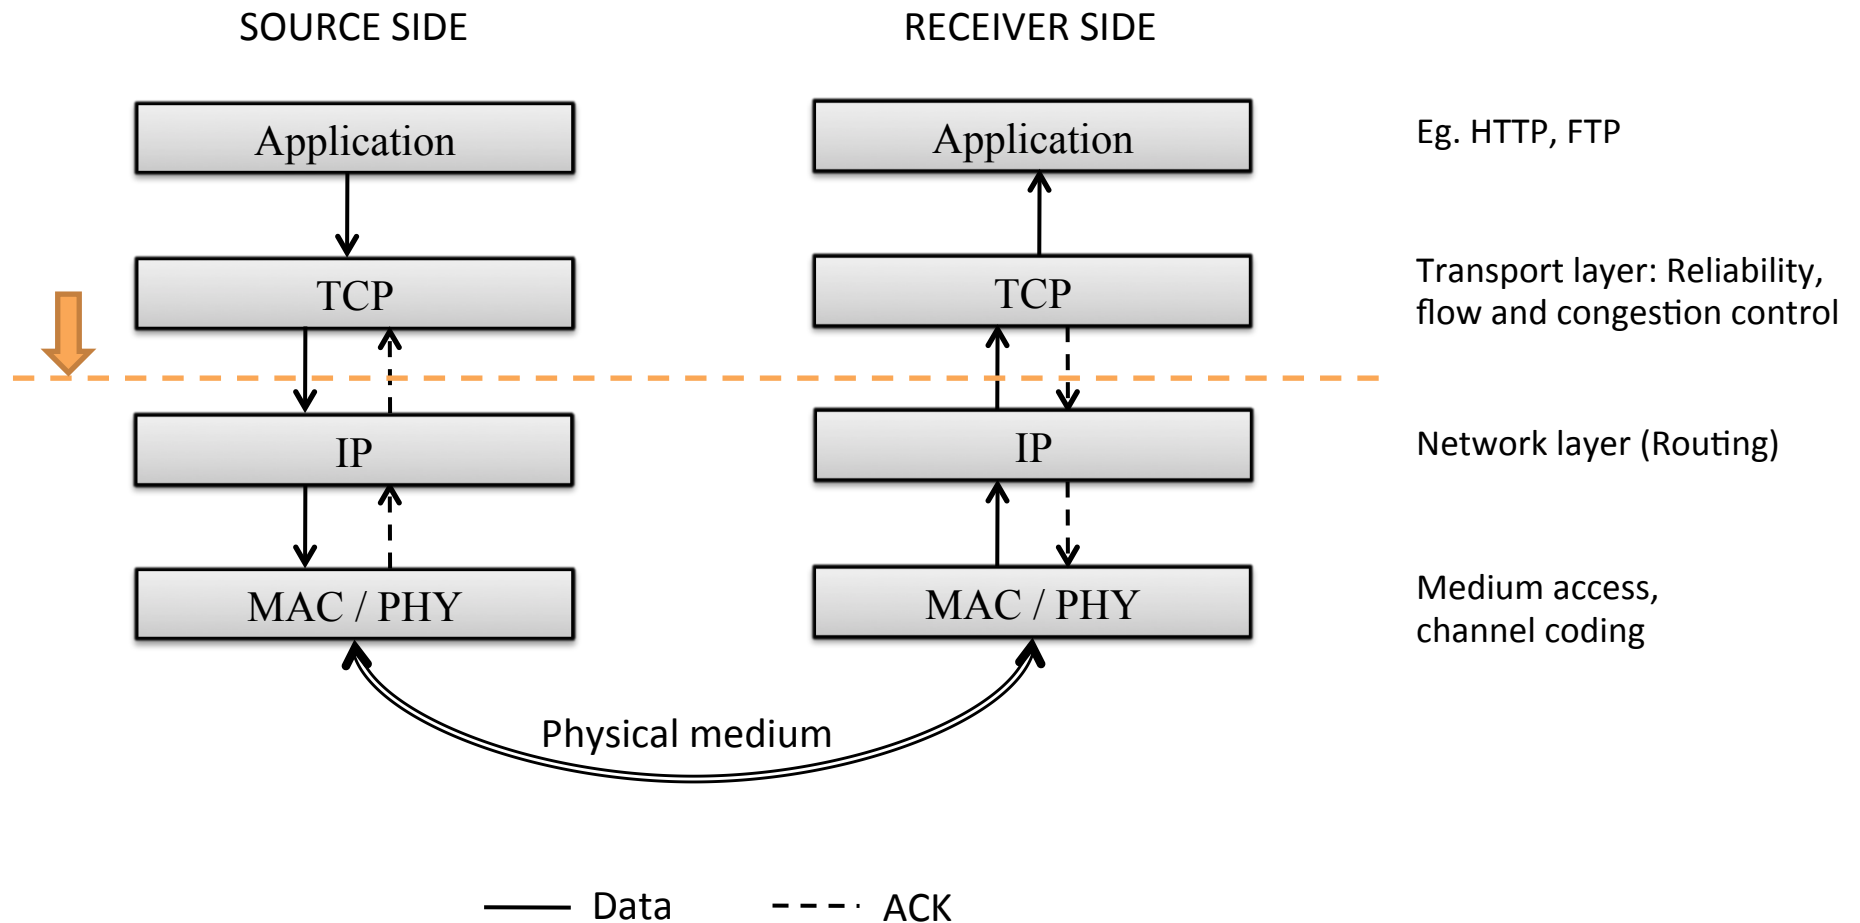 SOURCE SIDE
RECEIVER SIDE
Application
Application
Eg. HTTP, FTP
TCP
TCP
Transport layer: Reliability,
flow and congestion control
IP
IP
Network layer (Routing)
MAC / PHY
MAC / PHY
Medium access,
channel coding
Physical medium
Data
ACK